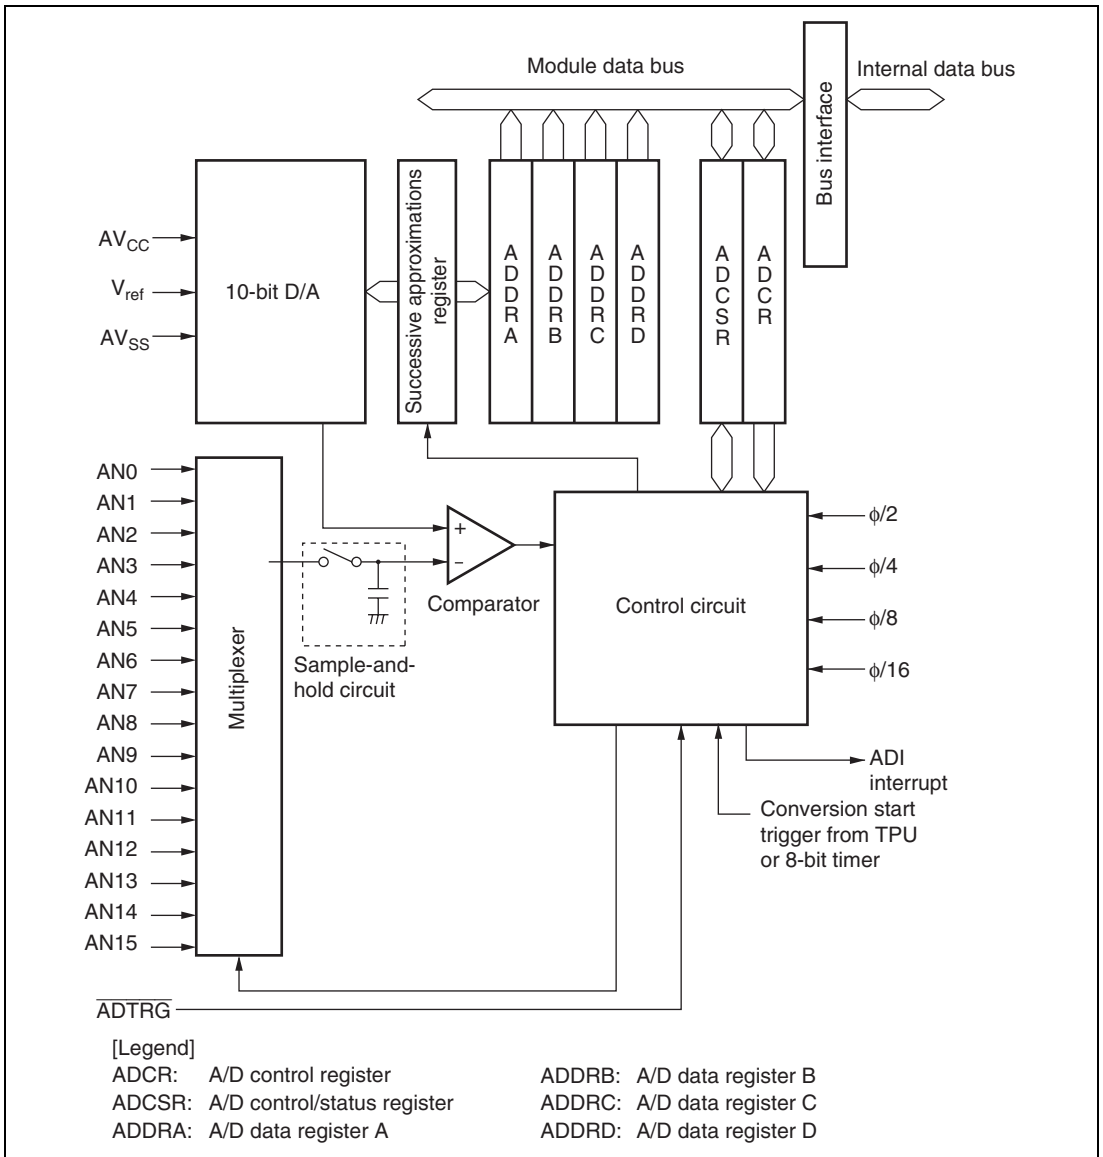 Module data bus
Internal data bus
Bus interface
AVCC
Vref
AVSS
10-bit D/A
Successive approximations
register
ADDRA
ADDRB
ADDRC
ADDRD
ADCSR
ADCR
AN0
AN1
AN2
AN3
AN4
AN5
AN6
AN7
AN8
AN9
AN10
AN11
AN12
AN13
AN14
AN15
Multiplexer
+
−
Comparator
Sample-and-
hold circuit
Control circuit
ϕ/2
ϕ/4
ϕ/8
ϕ/16
ADI
interrupt
Conversion start
trigger from TPU
or 8-bit timer
ADTRG
[Legend]
ADCR: A/D control register
ADCSR: A/D control/status register
ADDRA: A/D data register A
ADDRB: A/D data register B
ADDRC: A/D data register C
ADDRD: A/D data register D